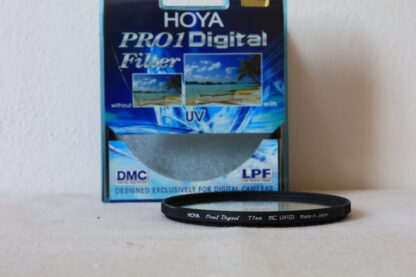 HOYA
PRO1 Digital
Filter
without
with
UV
DMC
LPF
DESIGNED EXCLUSIVELY FOR DIGITAL CAMERAS
HOYA Pro1 Digital 77mm MC UV(0) Made in Japan